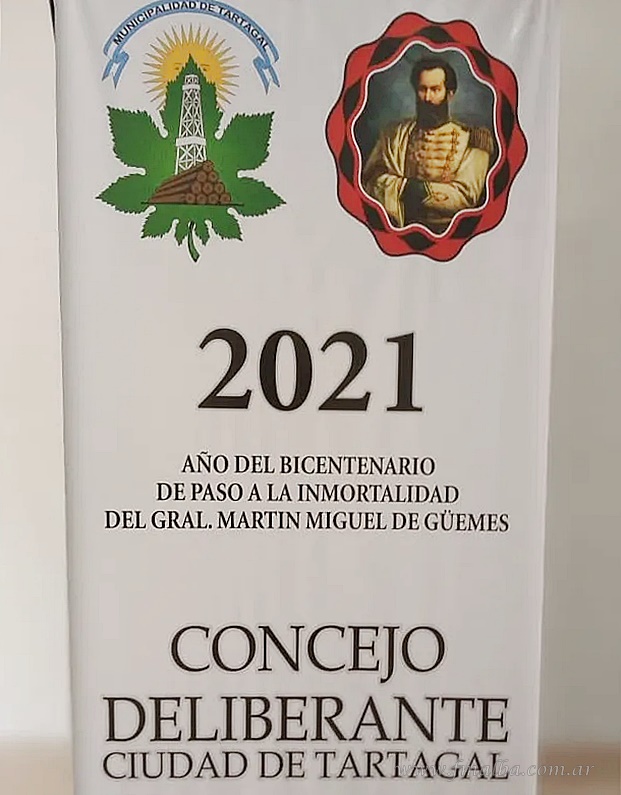 MUNICIPALIDAD DE TARTAGAL
2021
AÑO DEL BICENTENARIO
DE PASO A LA INMORTALIDAD
DEL GRAL. MARTIN MIGUEL DE GÜEMES
CONCEJO
DELIBERANTE
CIUDAD DE TARTAGAL